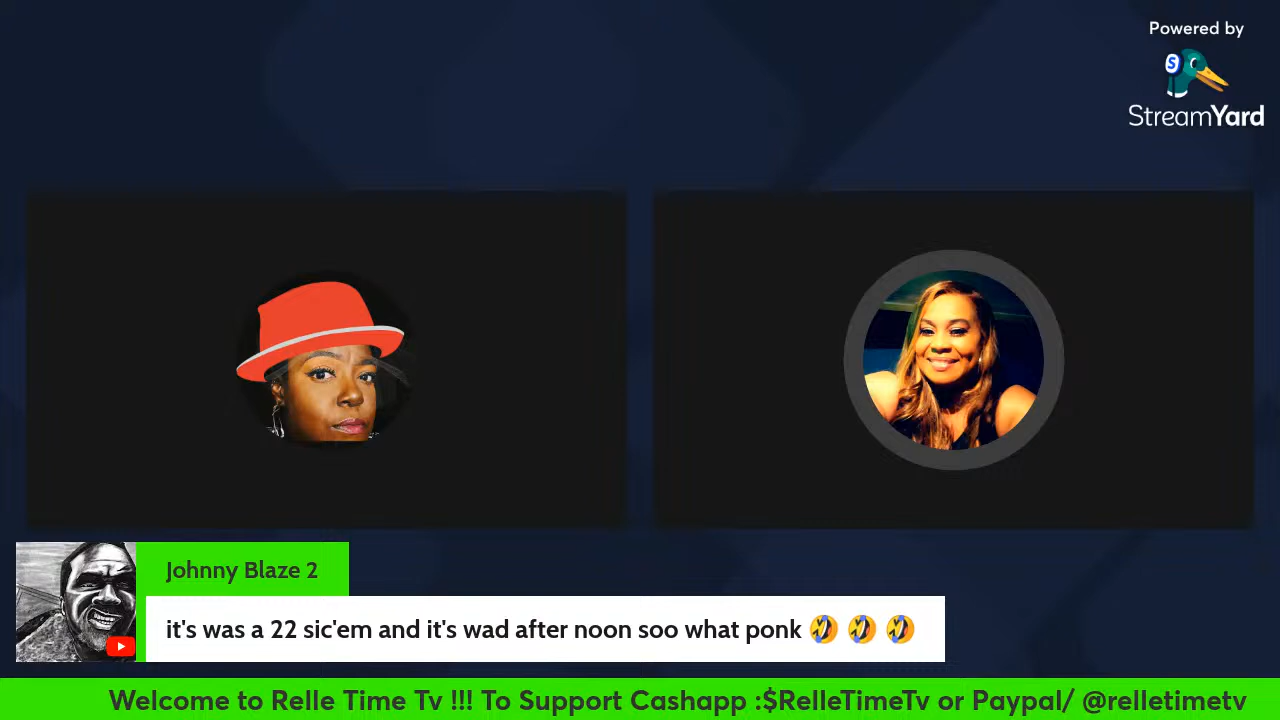 Powered by
S
StreamYard
Johnny Blaze 2
it's was a 22 sic'em and it's wad after noon soo what ponk 🤣 🤣 🤣
Welcome to Relle Time Tv !!! To Support Cashapp :$RelleTimeTv or Paypal/ @relletimetv